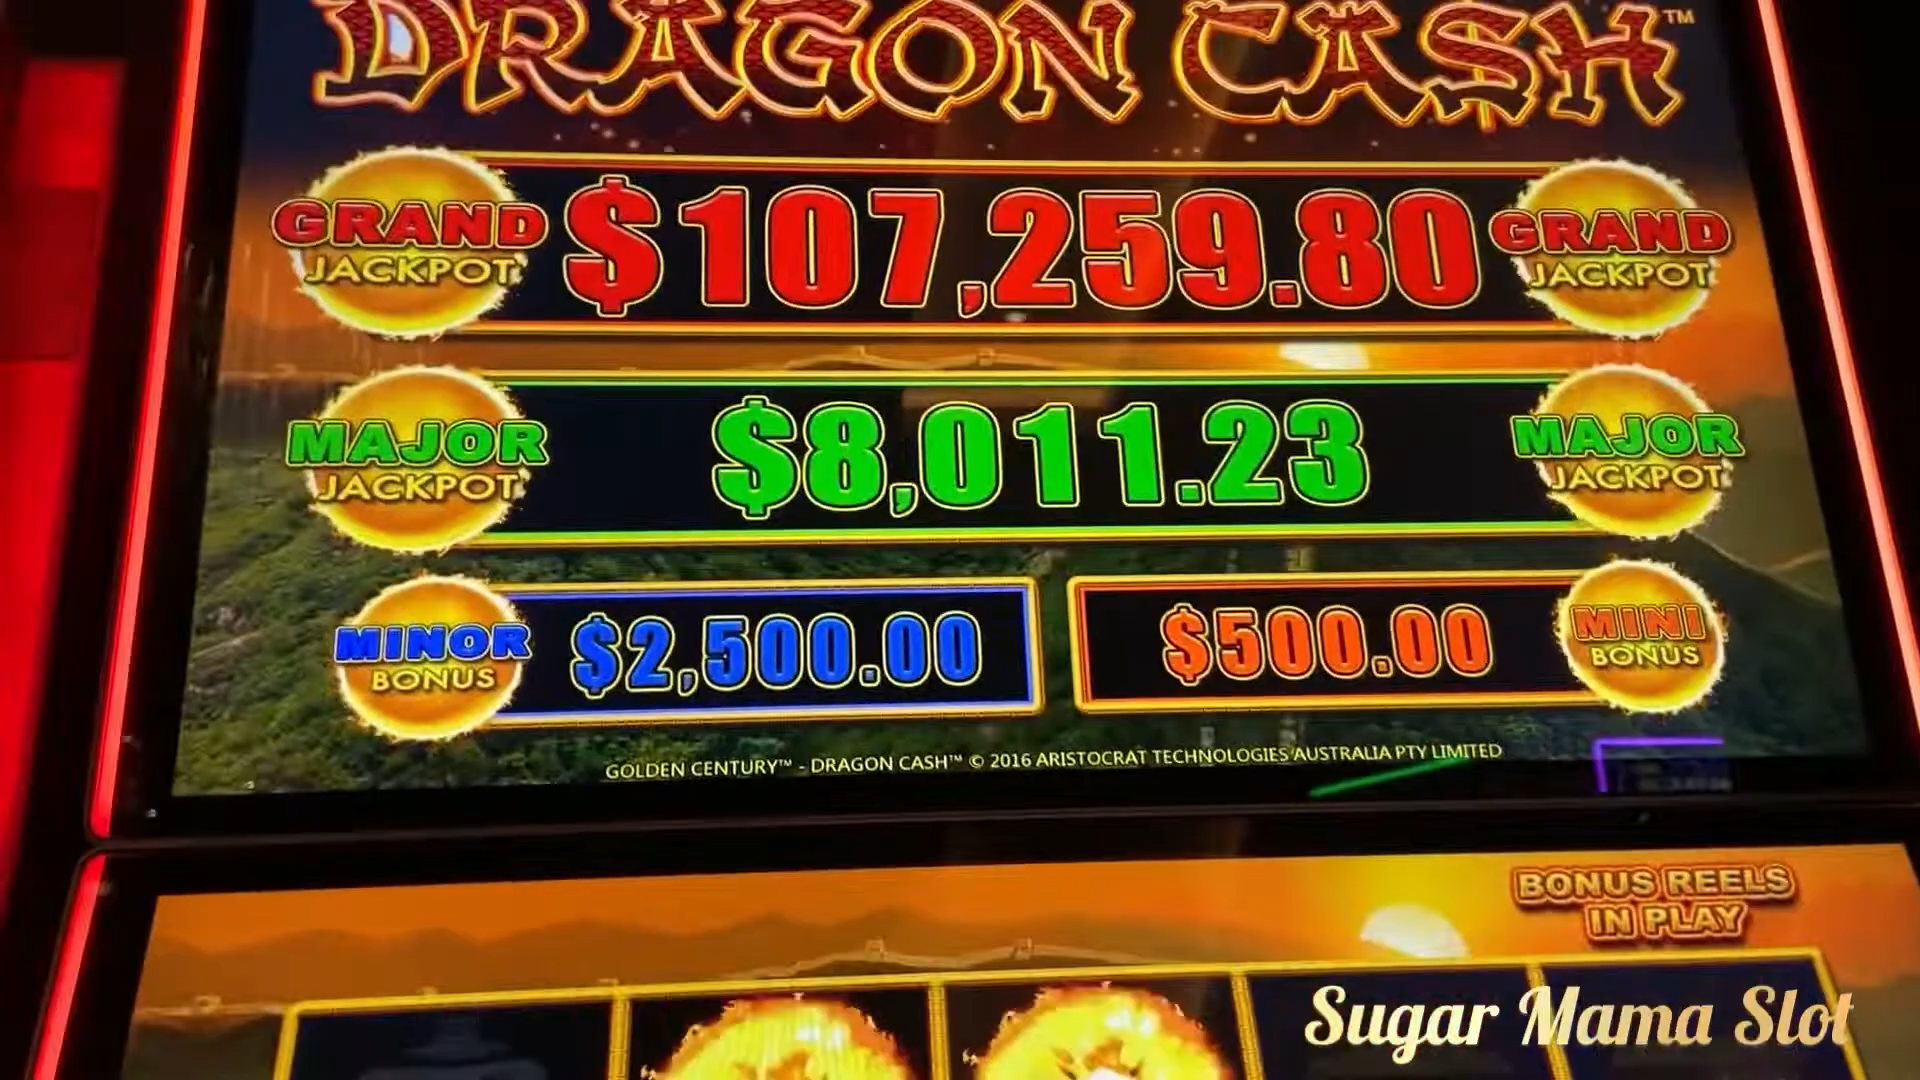 DRAGON CASH™
GRAND JACKPOT $107,259.80 GRAND JACKPOT
MAJOR JACKPOT $8,011.23 MAJOR JACKPOT
MINOR BONUS $2,500.00 $500.00 MINI BONUS
GOLDEN CENTURY™ - DRAGON CASH™ © 2016 ARISTOCRAT TECHNOLOGIES AUSTRALIA PTY LIMITED
BONUS REELS
IN PLAY
Sugar Mama Slot